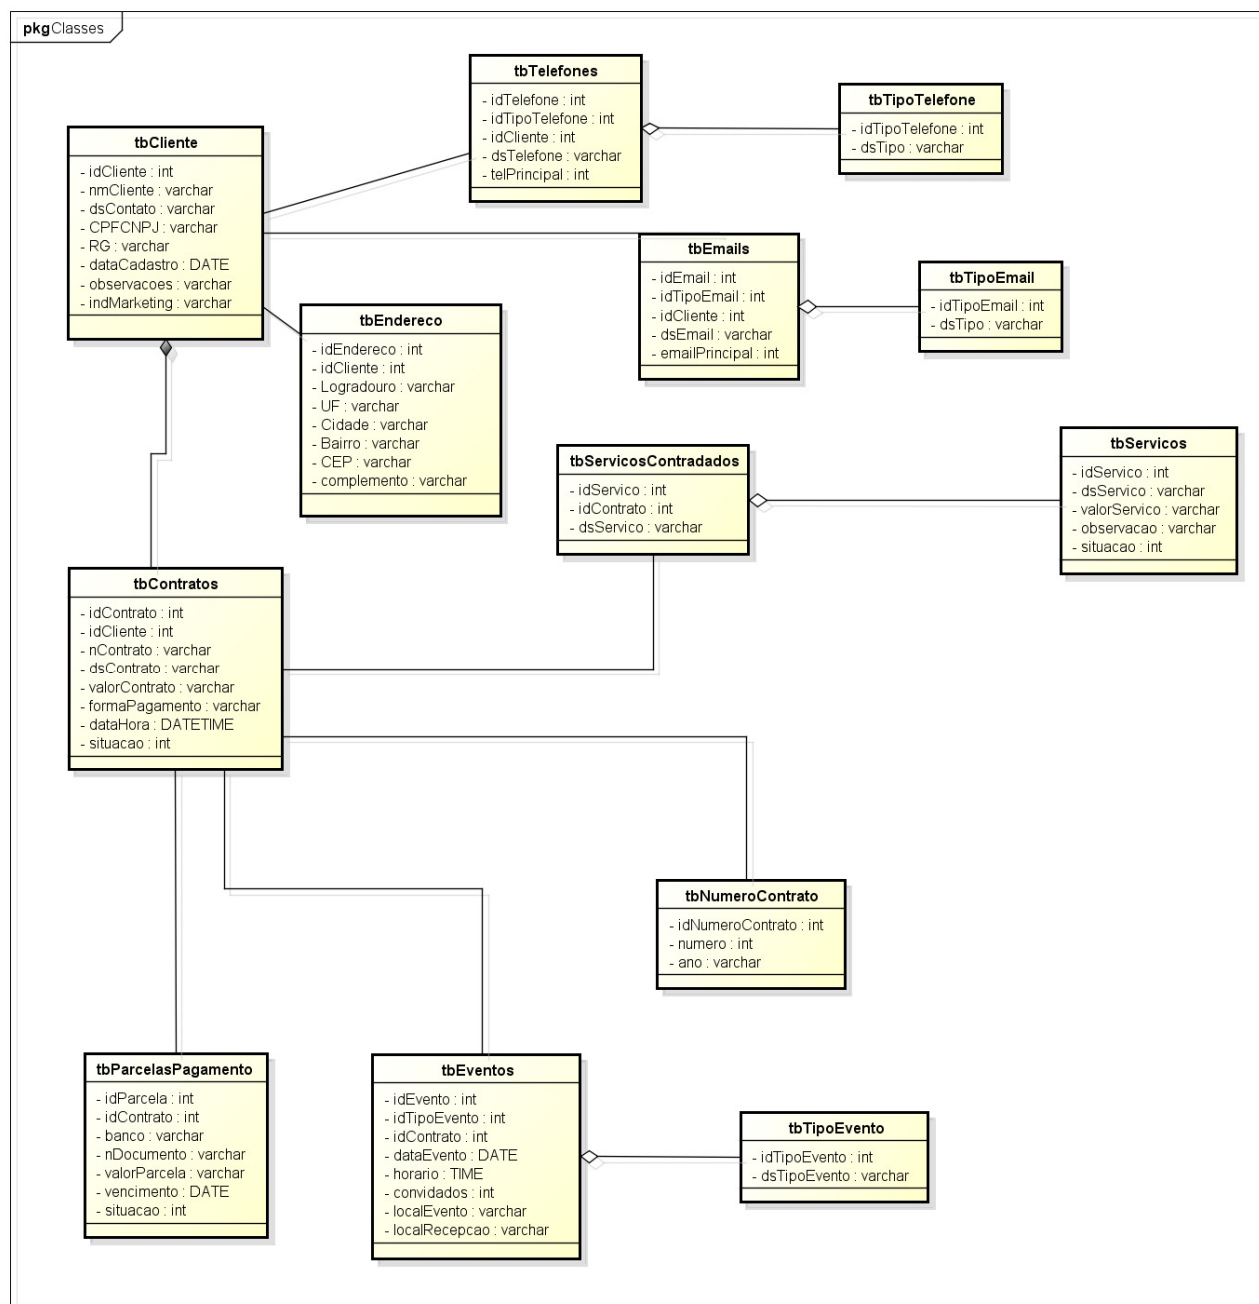 pkgClasses
tbTelefones
- idTelefone : int
- idTipoTelefone : int
- idCliente : int
- dsTelefone : varchar
- telPrincipal : int
tbTipoTelefone
- idTipoTelefone : int
- dsTipo : varchar
tbCliente
- idCliente : int
- nmCliente : varchar
- dsContato : varchar
- CPFCNPJ : varchar
- RG : varchar
- dataCadastro : DATE
- observacoes : varchar
- indMarketing : varchar
tbEmails
- idEmail : int
- idTipoEmail : int
- idCliente : int
- dsEmail : varchar
- emailPrincipal : int
tbTipoEmail
- idTipoEmail : int
- dsTipo : varchar
tbEndereco
- idEndereco : int
- idCliente : int
- Logradouro : varchar
- UF : varchar
- Cidade : varchar
- Bairro : varchar
- CEP : varchar
- complemento : varchar
tbServicosContradados
- idServico : int
- idContrato : int
- dsServico : varchar
tbServicos
- idServico : int
- dsServico : varchar
- valorServico : varchar
- observacao : varchar
- situacao : int
tbContratos
- idContrato : int
- idCliente : int
- nContrato : varchar
- dsContrato : varchar
- valorContrato : varchar
- formaPagamento : varchar
- dataHora : DATETIME
- situacao : int
tbNumeroContrato
- idNumeroContrato : int
- numero : int
- ano : varchar
tbParcelasPagamento
- idParcela : int
- idContrato : int
- banco : varchar
- nDocumento : varchar
- valorParcela : varchar
- vencimento : DATE
- situacao : int
tbEventos
- idEvento : int
- idTipoEvento : int
- idContrato : int
- dataEvento : DATE
- horario : TIME
- convidados : int
- localEvento : varchar
- localRecepcao : varchar
tbTipoEvento
- idTipoEvento : int
- dsTipoEvento : varchar